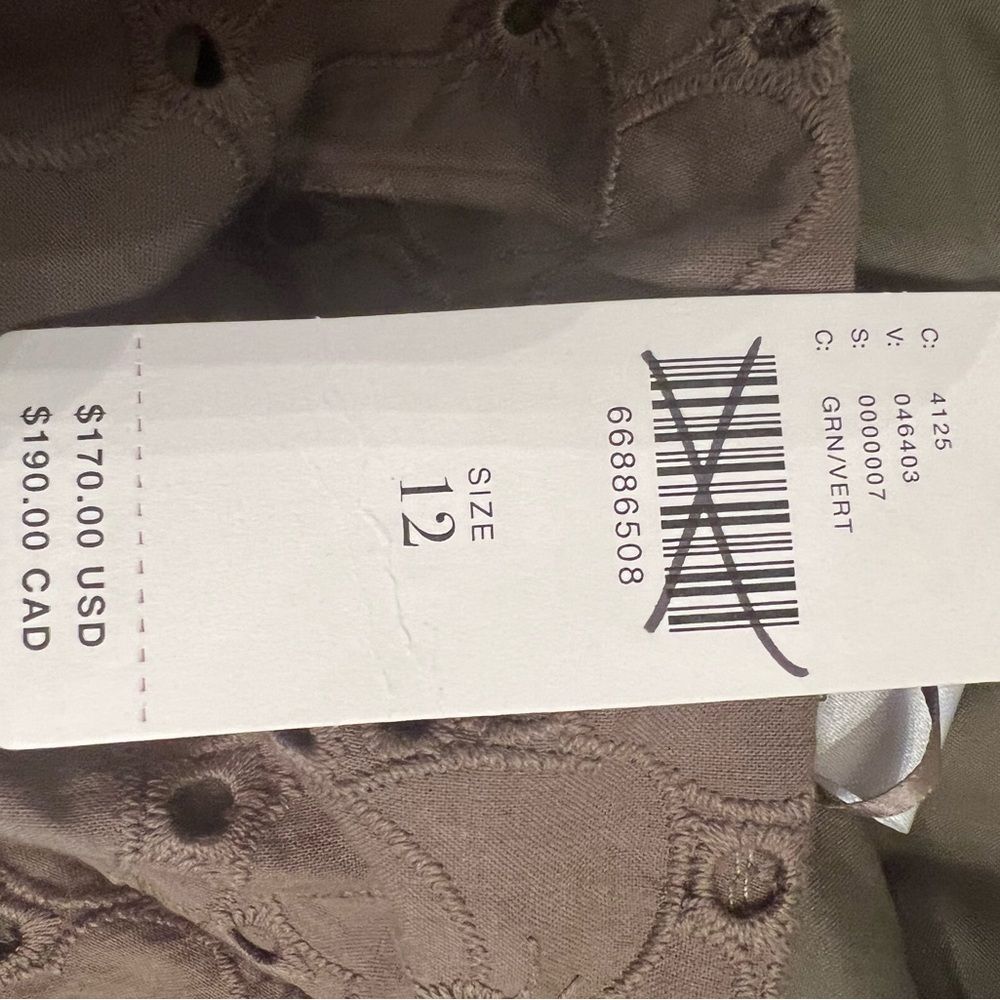 C: 4125
V: 046403
S: 0000007
C: GRN/VERT
66886508
SIZE
12
$170.00 USD
$190.00 CAD